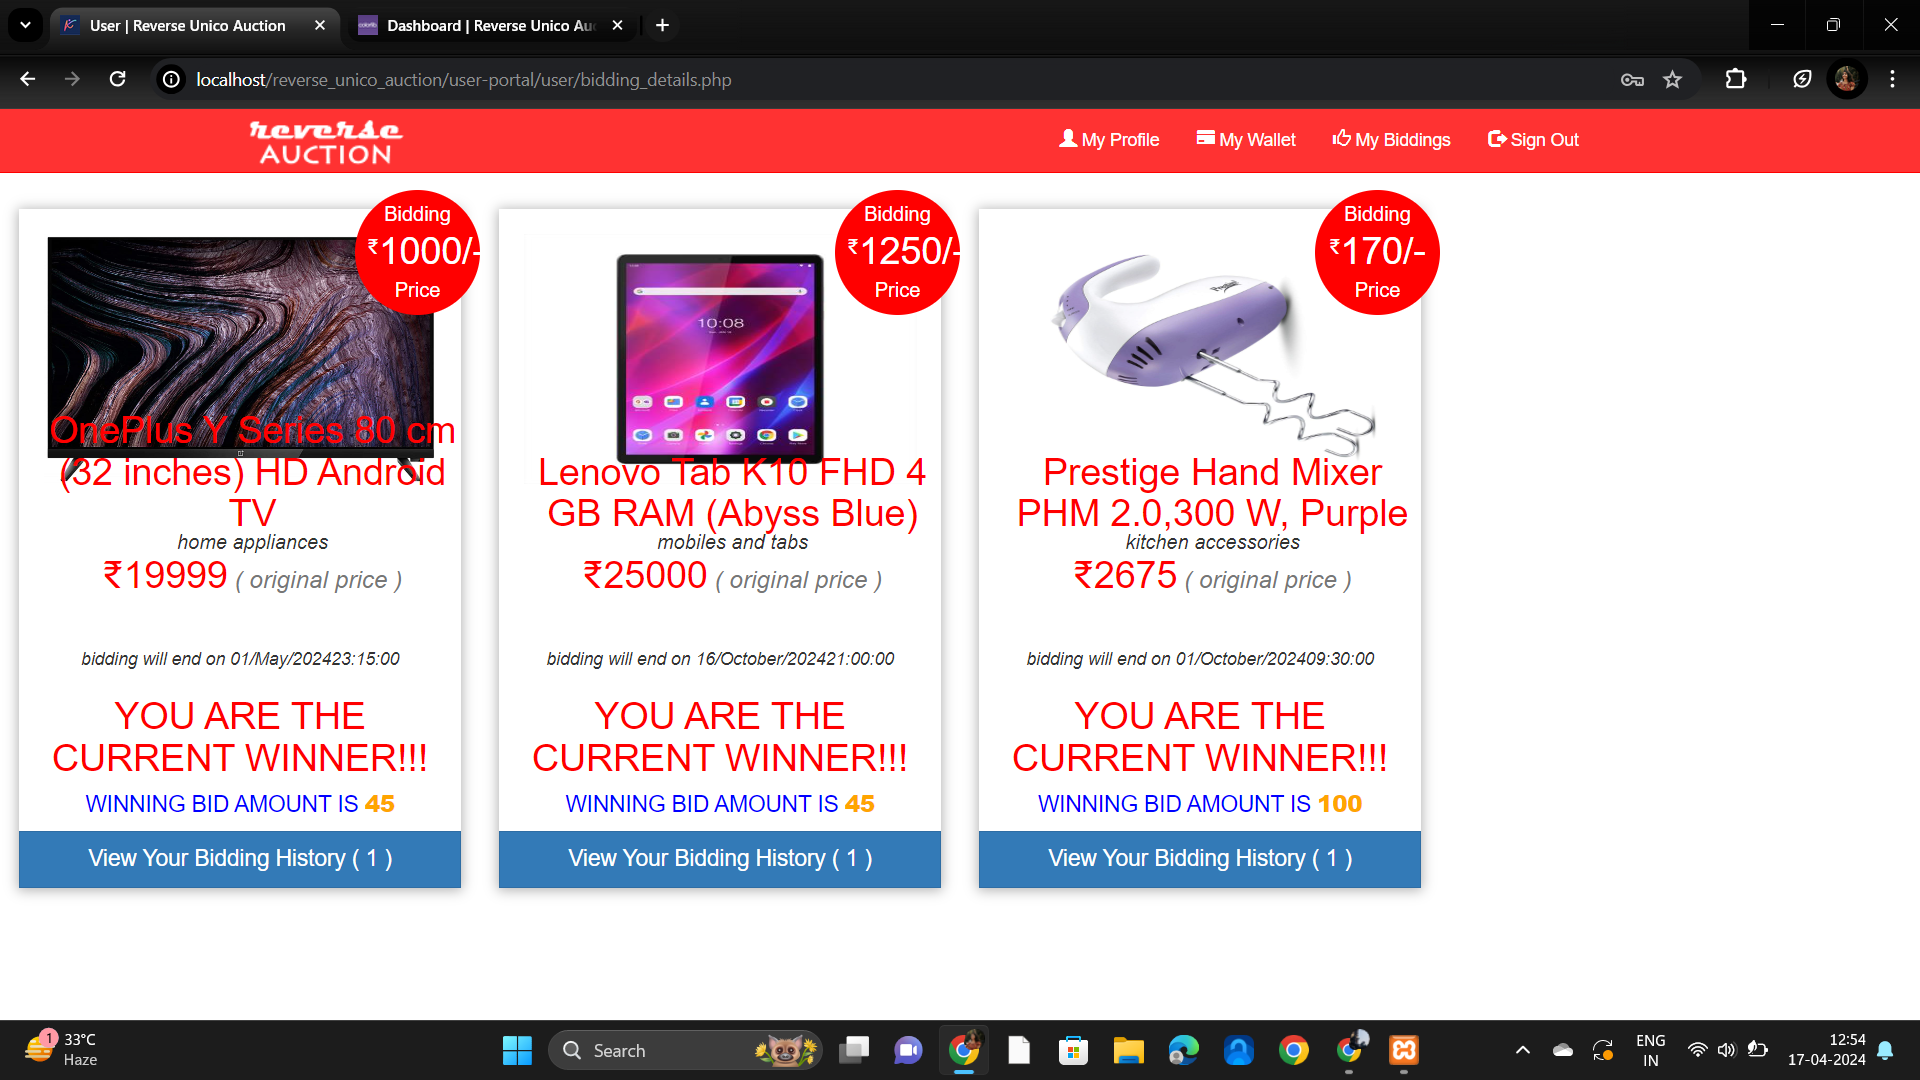 User | Reverse Unico Auction
Dashboard | Reverse Unico Au
localhost/reverse_unico_auction/user-portal/user/bidding_details.php
reverse
AUCTION
My Profile
My Wallet
My Biddings
Sign Out
Bidding
₹1000/-
Price
OnePlus Y Series 80 cm
(32 inches) HD Android
TV
home appliances
₹19999 ( original price )
bidding will end on 01/May/202423:15:00
YOU ARE THE
CURRENT WINNER!!!
WINNING BID AMOUNT IS 45
View Your Bidding History ( 1 )
Bidding
₹1250/-
Price
10:08
Lenovo Tab K10 FHD 4
GB RAM (Abyss Blue)
mobiles and tabs
₹25000 ( original price )
bidding will end on 16/October/202421:00:00
YOU ARE THE
CURRENT WINNER!!!
WINNING BID AMOUNT IS 45
View Your Bidding History ( 1 )
Bidding
₹170/-
Price
Prestige
Prestige Hand Mixer
PHM 2.0,300 W, Purple
kitchen accessories
₹2675 ( original price )
bidding will end on 01/October/202409:30:00
YOU ARE THE
CURRENT WINNER!!!
WINNING BID AMOUNT IS 100
View Your Bidding History ( 1 )
1
33°C
Haze
Search
ENG
IN
12:54
17-04-2024